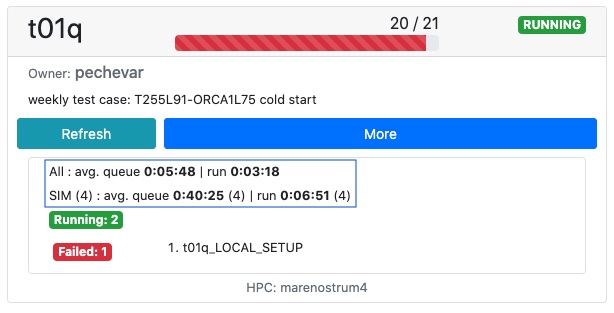 t01q
20 / 21
RUNNING
Owner: pechevar
weekly test case: T255L91-ORCA1L75 cold start
Refresh
More
All : avg. queue 0:05:48 | run 0:03:18
SIM (4) : avg. queue 0:40:25 (4) | run 0:06:51 (4)
Running: 2
Failed: 1
1. t01q_LOCAL_SETUP
HPC: marenostrum4